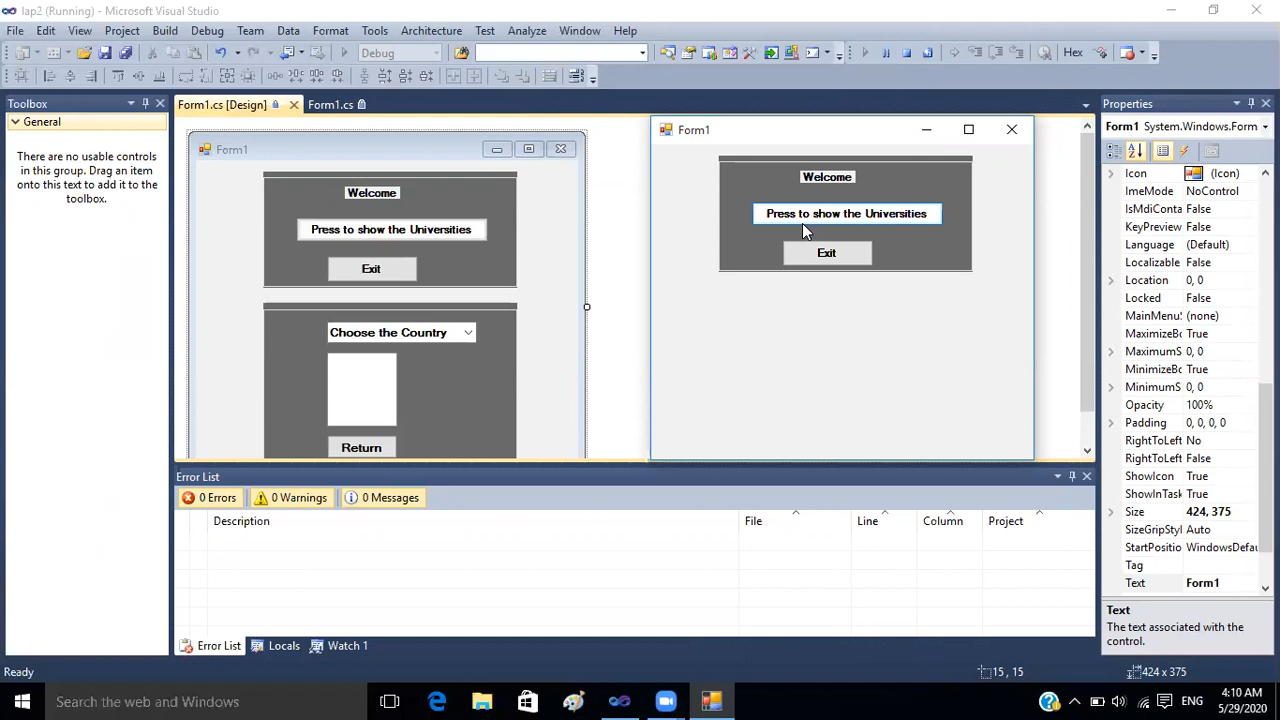 lap2 (Running) - Microsoft Visual Studio
File Edit View Project Build Debug Team Data Format Tools Architecture Test Analyze Window Help
Debug
Hex
Toolbox
General
There are no usable controls
in this group. Drag an item
onto this text to add it to the
toolbox.
Form1.cs [Design]
Form1.cs
Form1
Welcome
Press to show the Universities
Exit
Choose the Country
Return
Form1
Welcome
Press to show the Universities
Exit
Properties
Form1 System.Windows.Form
Icon (Icon)
ImeMode NoControl
IsMdiConta False
KeyPreview False
Language (Default)
Localizable False
Location 0, 0
Locked False
MainMenu: (none)
MaximizeBo True
MaximumS 0, 0
MinimizeBo True
MinimumS 0, 0
Opacity 100%
Padding 0, 0, 0, 0
RightToLeft No
RightToLeft False
ShowIcon True
ShowInTask True
Size 424, 375
SizeGripStyl Auto
StartPositio WindowsDefau
Tag
Text Form1
Text
The text associated with the
control.
Error List
0 Errors 0 Warnings 0 Messages
Description File Line Column Project
Error List Locals Watch 1
Ready 15 , 15 424 x 375
Search the web and Windows
ENG
4:10 AM
5/29/2020